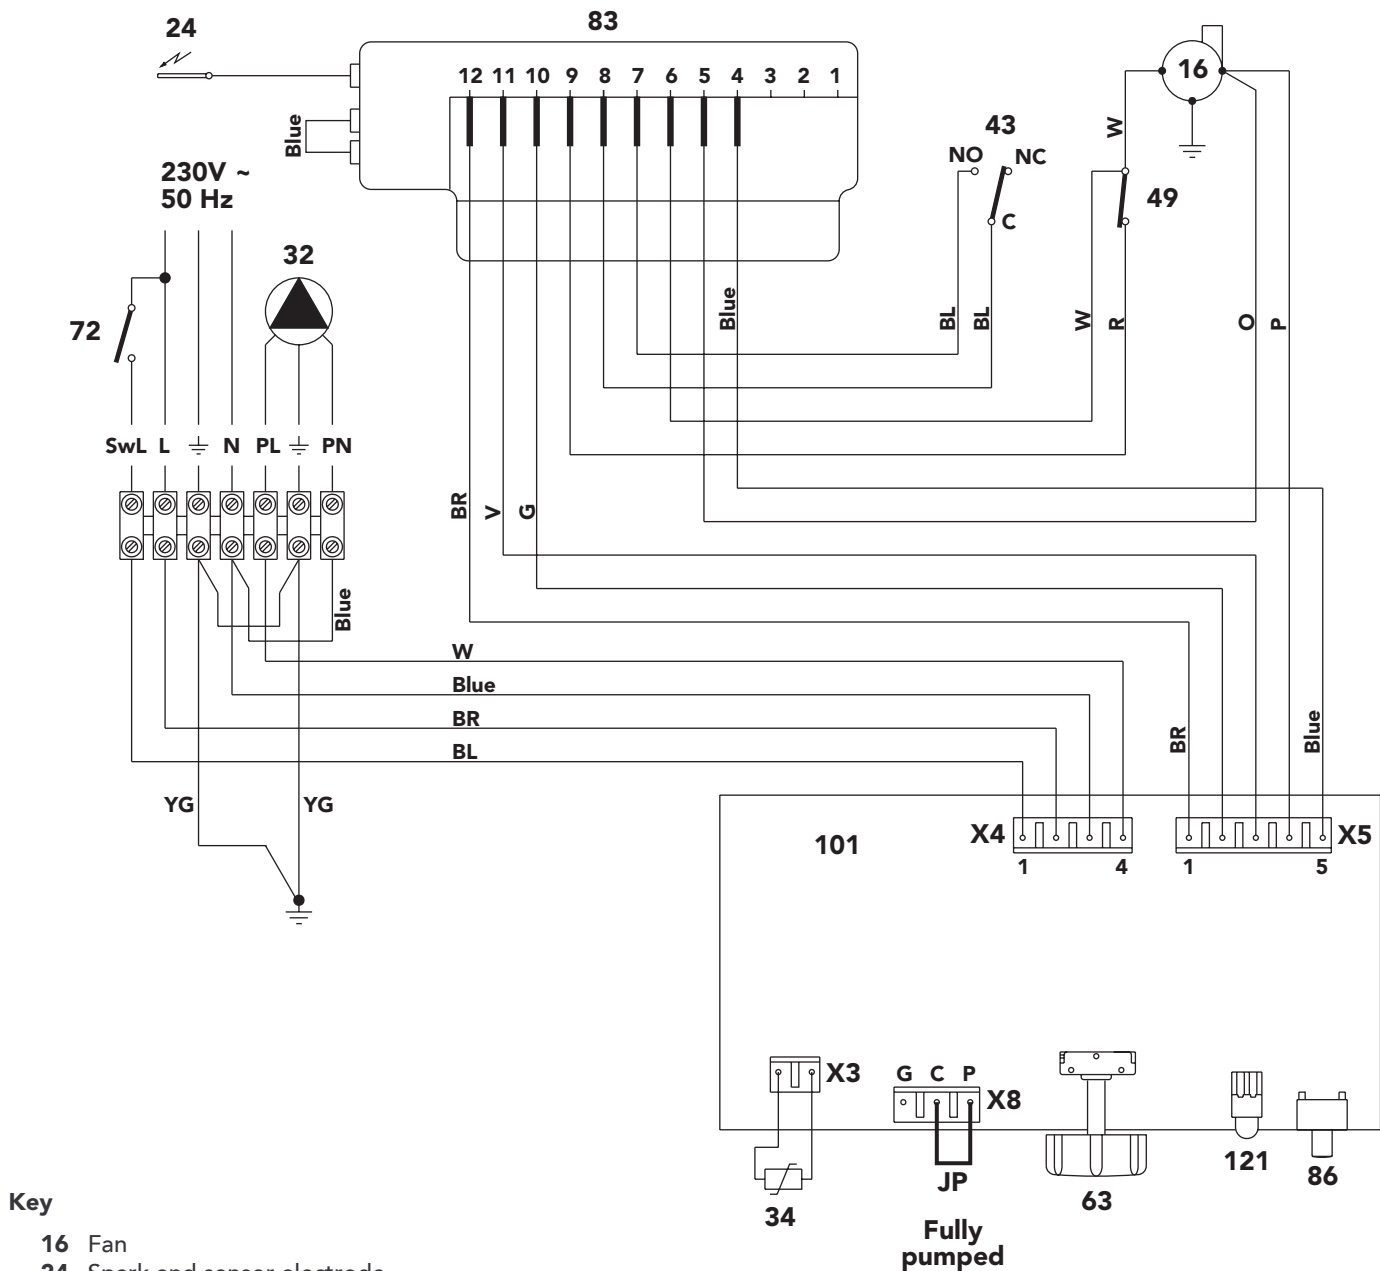 24
83
12 11 10 9 8 7 6 5 4 3 2 1
16
Blue
43
W
NO
NC
230V ~
50 Hz
49
C
32
72
Blue
BL
BL
W
R
O
P
SwL L N PL PN
BR
V
G
Blue
W
Blue
BR
BR
Blue
BL
YG
YG
101
X4
X5
1
4
1
5
X3
G C P
X8
JP
34
63
121
86
Fully
pumped
Key
16 Fan
24 Spark and sensor electrode